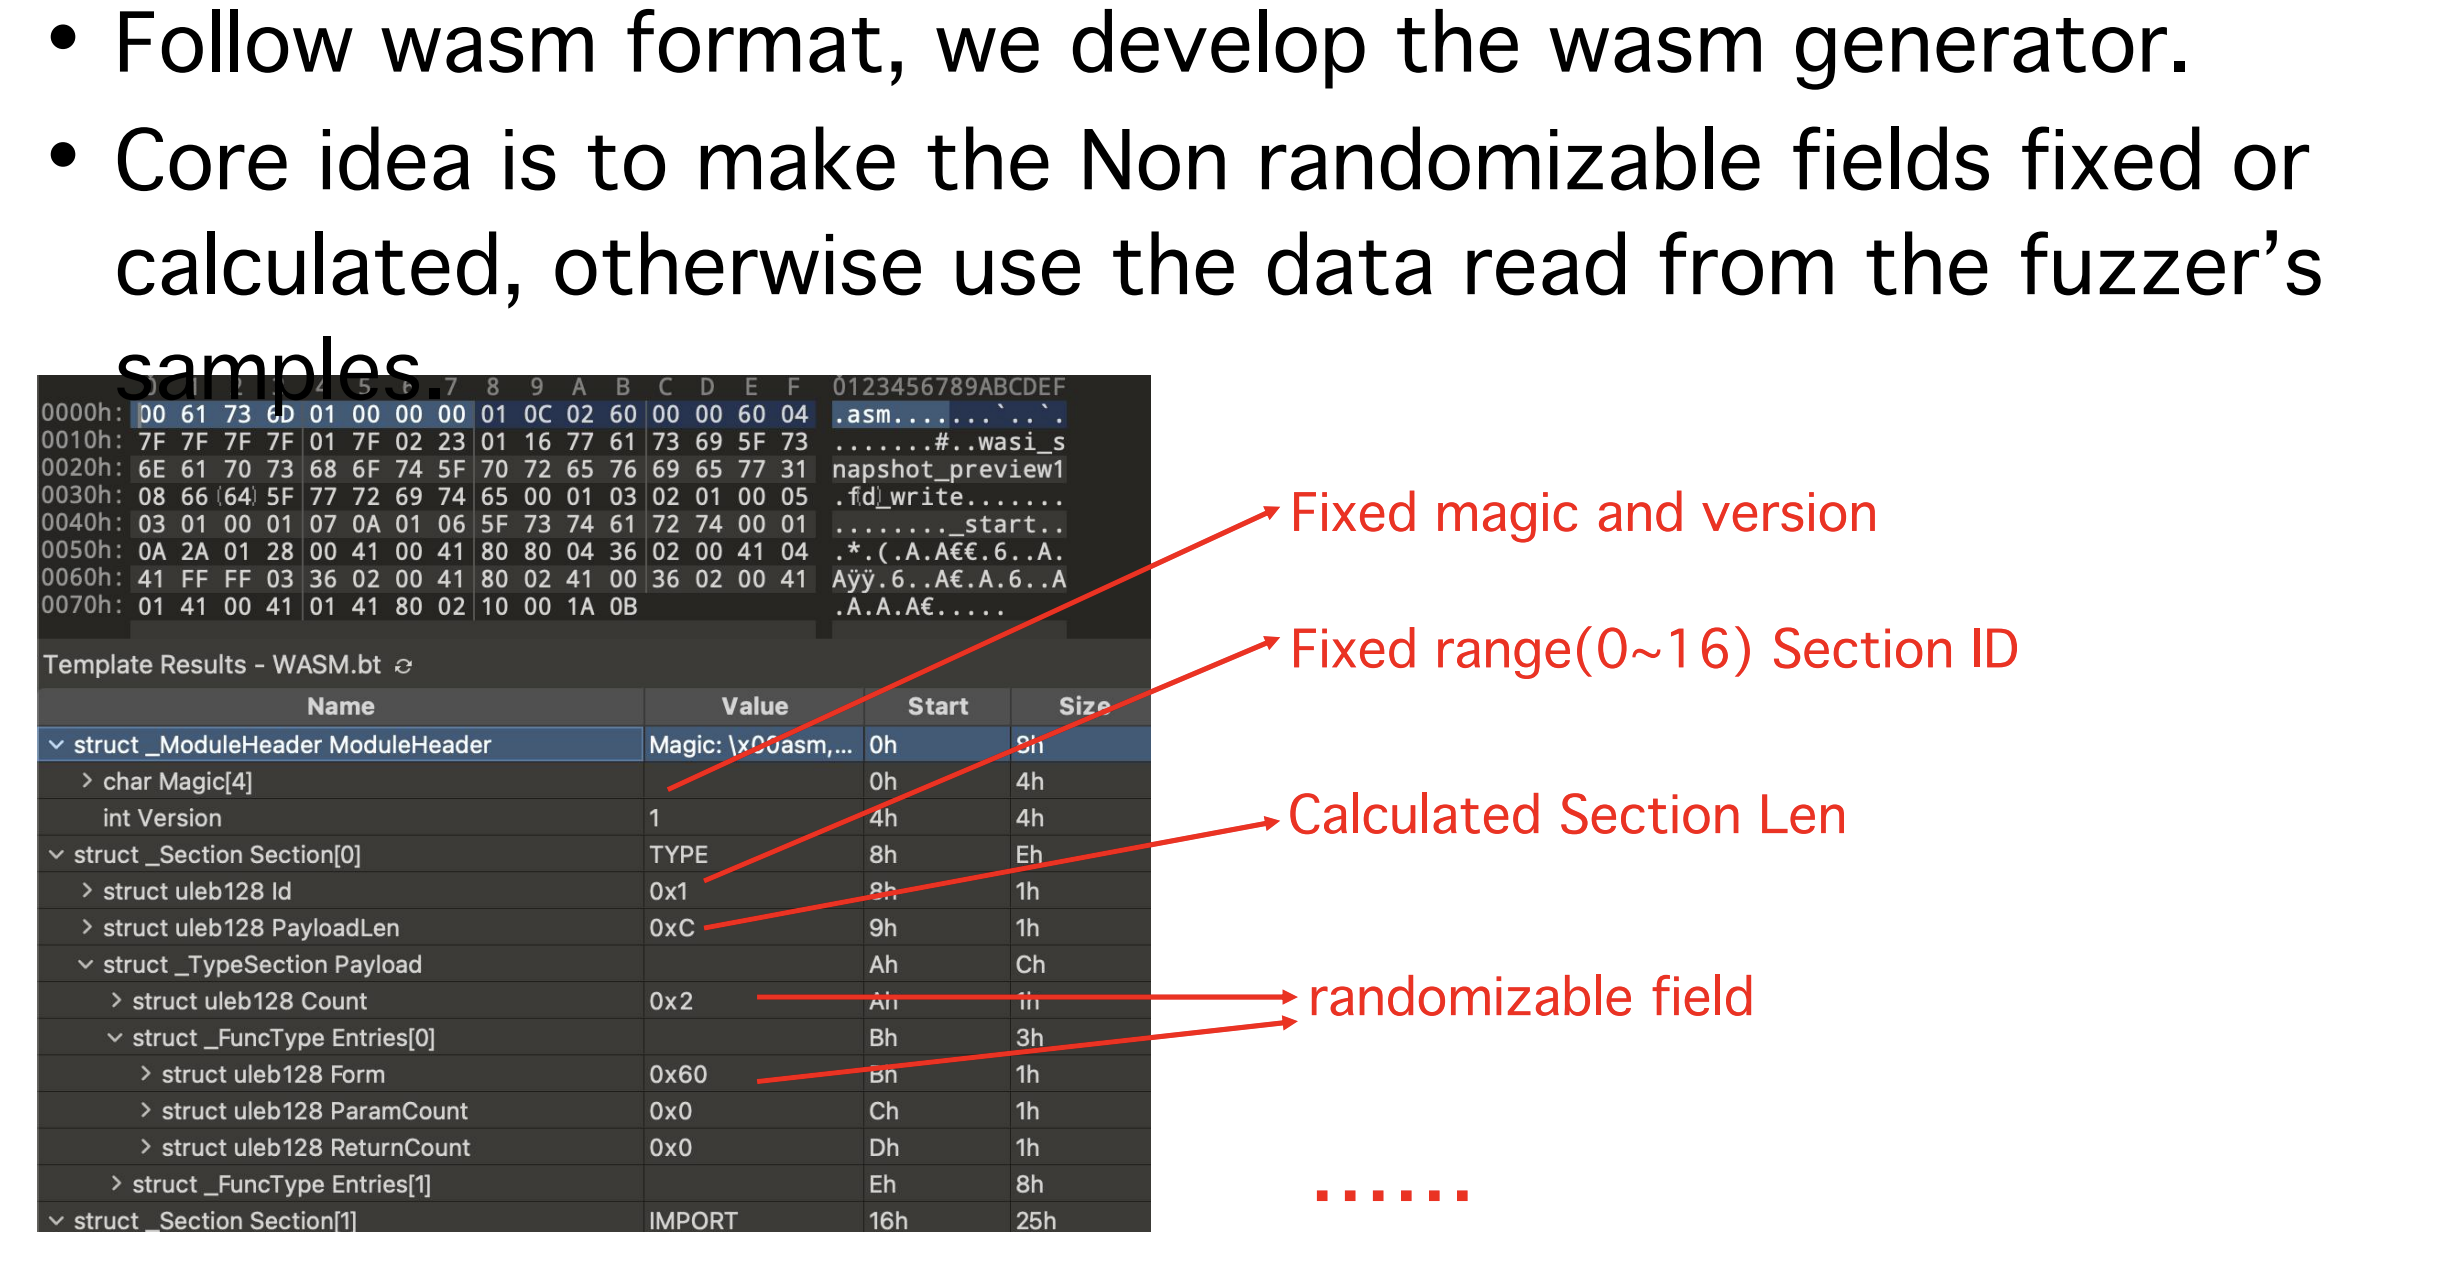 • Follow wasm format, we develop the wasm generator.
• Core idea is to make the Non randomizable fields fixed or
calculated, otherwise use the data read from the fuzzer's
samples.
4 5 6 7 8 9 A B C D E F 0123456789ABCDEF
0000h: 00 61 73 6D 01 00 00 00 01 0C 02 60 00 00 60 04 .asm.......`..`.
0010h: 7F 7F 7F 7F 01 7F 02 23 01 16 77 61 73 69 5F 73 .......#..wasi_s
0020h: 6E 61 70 73 68 6F 74 5F 70 72 65 76 69 65 77 31 napshot_preview1
0030h: 08 66 64 5F 77 72 69 74 65 00 01 03 02 01 00 05 .fd_write.......
0040h: 03 01 00 01 07 0A 01 06 5F 73 74 61 72 74 00 01 ........_start..
0050h: 0A 2A 01 28 00 41 00 41 80 80 04 36 02 00 41 04 .*.(.A.A€€.6..A.
0060h: 41 FF FF 03 36 02 00 41 80 02 41 00 36 02 00 41 Aÿÿ.6..A€.A.6..A
0070h: 01 41 00 41 01 41 80 02 10 00 1A 0B .A.A.A€.....
Template Results - WASM.bt
Name Value Start Size
struct _ModuleHeader ModuleHeader Magic: \x00asm,... 0h 8h
char Magic[4] 0h 4h
int Version 1 4h 4h
struct _Section Section[0] TYPE 8h Eh
struct uleb128 Id 0x1 8h 1h
struct uleb128 PayloadLen 0xC 9h 1h
struct _TypeSection Payload Ah Ch
struct uleb128 Count 0x2 Ah 1h
struct _FuncType Entries[0] Bh 3h
struct uleb128 Form 0x60 Bh 1h
struct uleb128 ParamCount 0x0 Ch 1h
struct uleb128 ReturnCount 0x0 Dh 1h
struct _FuncType Entries[1] Eh 8h
struct _Section Section[1] IMPORT 16h 25h
Fixed magic and version
Fixed range(0~16) Section ID
Calculated Section Len
randomizable field
......